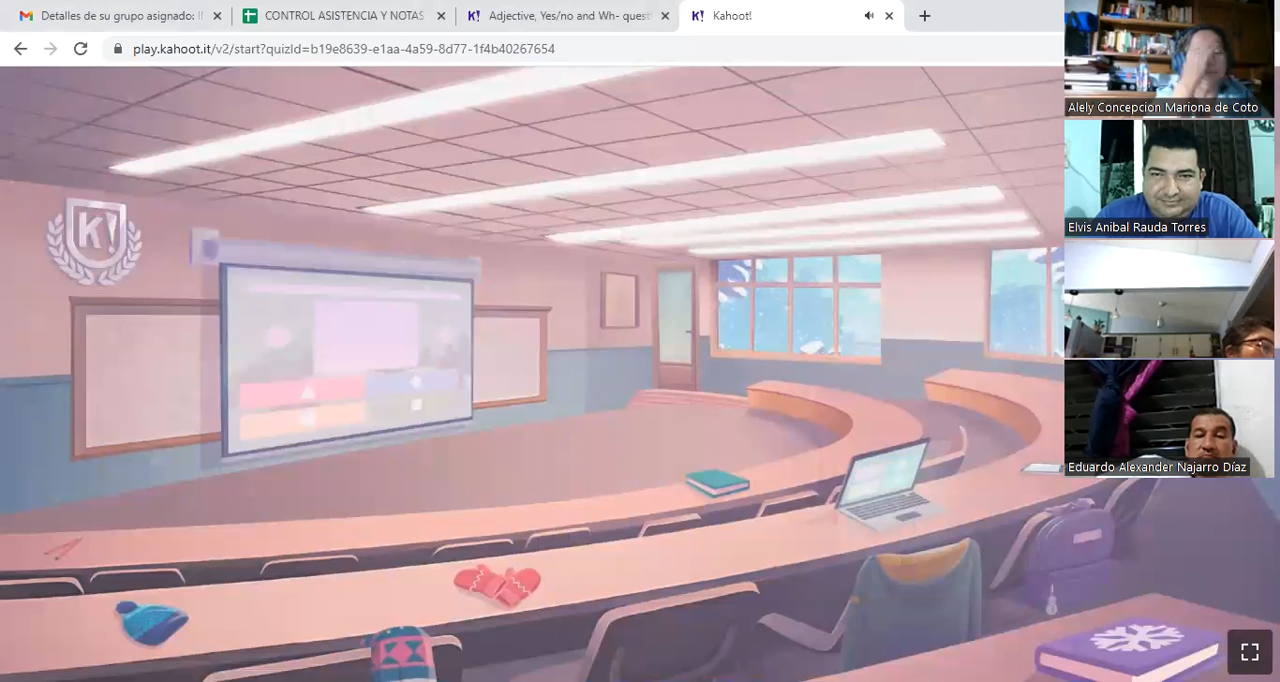 Detalles de su grupo asignado: II
CONTROL ASISTENCIA Y NOTAS
Adjective, Yes/no and Wh- quest
Kahoot!
play.kahoot.it/v2/start?quizId=b19e8639-e1aa-4a59-8d77-1f4b40267654
K!
Alely Concepcion Mariona de Coto
Elvis Anibal Rauda Torres
Eduardo Alexander Najarro Díaz